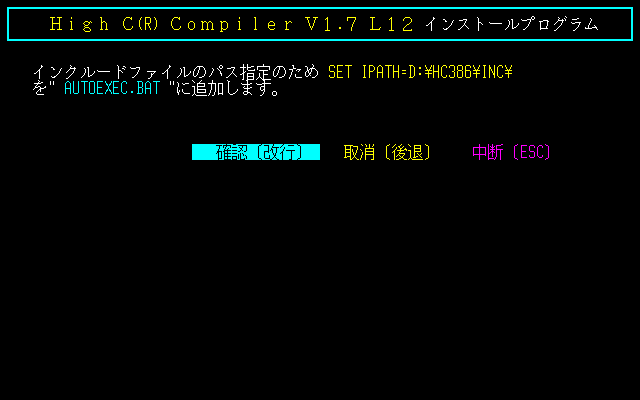 Ｈｉｇｈ Ｃ(R) Ｃｏｍｐｉｌｅｒ Ｖ１.７ Ｌ１２ インストールプログラム
インクルードファイルのパス指定のため SET IPATH=D:¥HC386¥INC¥
を" AUTOEXEC.BAT "に追加します。
確認〔改行〕 取消〔後退〕 中断〔ESC〕